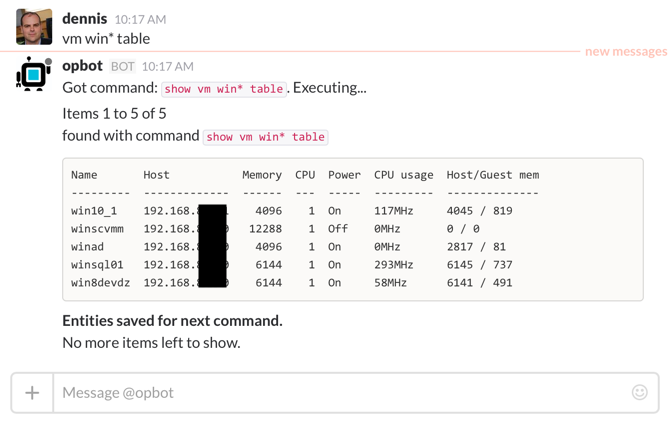 dennis 10:17 AM
vm win* table
new messages
opbot BOT 10:17 AM
Got command: show vm win* table. Executing...
Items 1 to 5 of 5
found with command show vm win* table
Name Host Memory CPU Power CPU usage Host/Guest mem
--------- ------------- ------ --- ----- --------- --------------
win10_1 192.168. 4096 1 On 117MHz 4045 / 819
winscvmm 192.168. 12288 1 Off 0MHz 0 / 0
winad 192.168. 4096 1 On 0MHz 2817 / 81
winsql01 192.168. 6144 1 On 293MHz 6145 / 737
win8devdz 192.168. 6144 1 On 58MHz 6141 / 491
Entities saved for next command.
No more items left to show.
Message @opbot